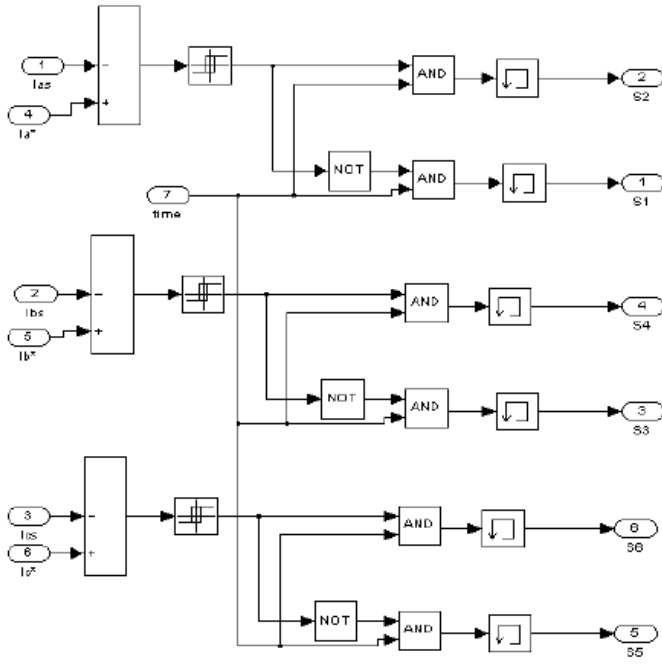 1
Ias
-
4
Ia*
+
AND
2
S2
NOT
AND
1
S1
7
time
2
Ibs
-
5
Ib*
+
AND
4
S4
NOT
AND
3
S3
3
Ics
-
6
Ic*
+
AND
6
S6
NOT
AND
5
S5